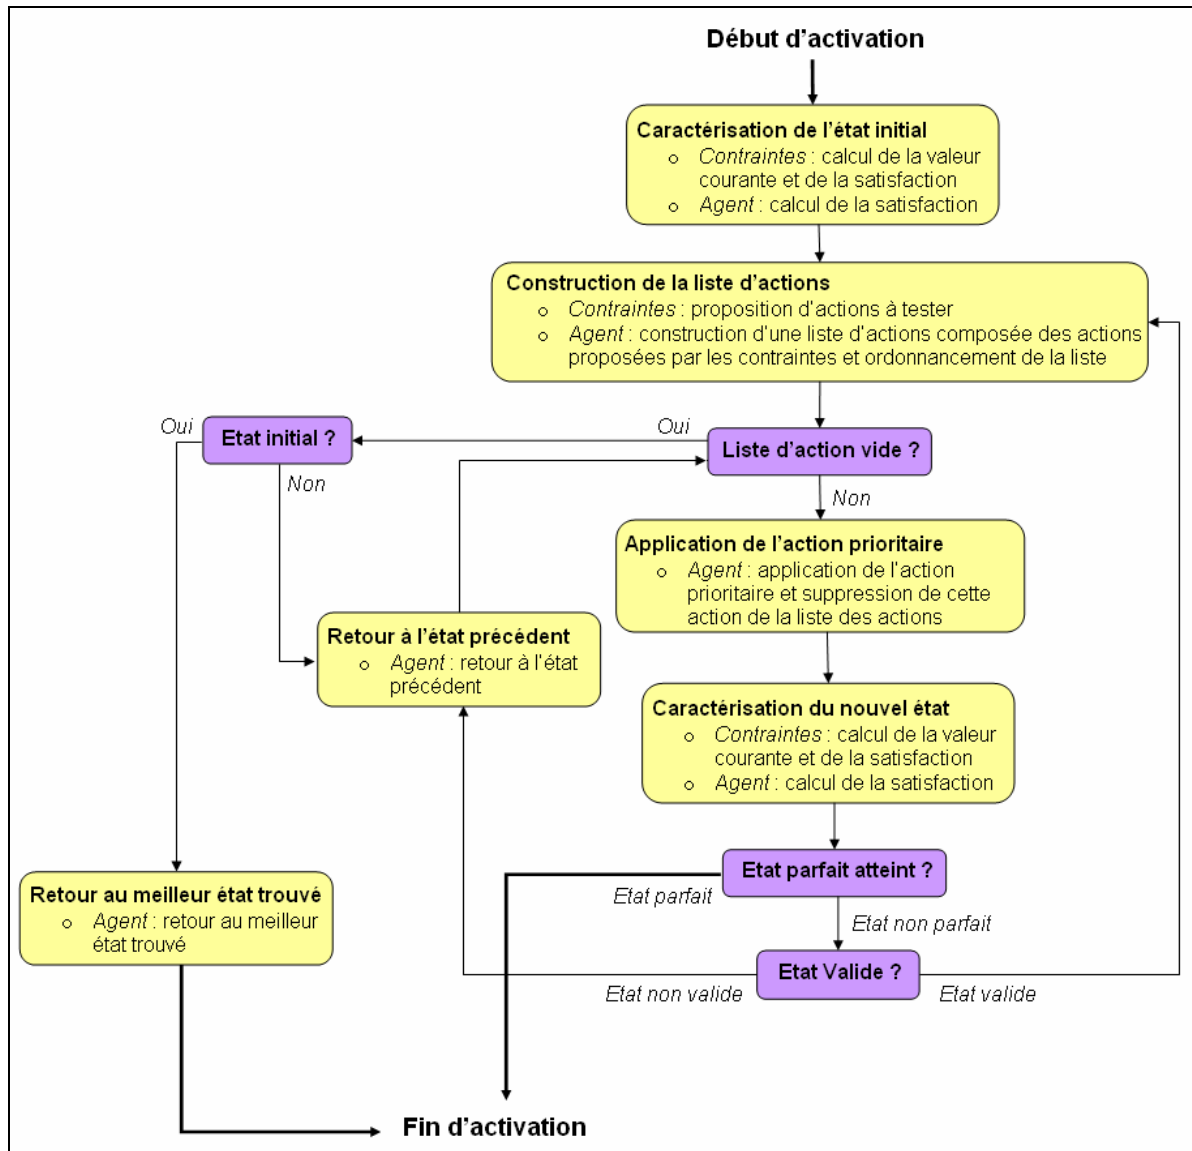 Début d'activation
Caractérisation de l'état initial
o Contraintes : calcul de la valeur
courante et de la satisfaction
o Agent : calcul de la satisfaction
Construction de la liste d'actions
o Contraintes : proposition d'actions à tester
o Agent : construction d'une liste d'actions composée des actions
proposées par les contraintes et ordonnancement de la liste
Oui
Etat initial ?
Oui
Liste d'action vide ?
Non
Non
Application de l'action prioritaire
o Agent : application de l'action
prioritaire et suppression de cette
action de la liste des actions
Retour à l'état précédent
o Agent : retour à l'état
précédent
Caractérisation du nouvel état
o Contraintes : calcul de la valeur
courante et de la satisfaction
o Agent : calcul de la satisfaction
Etat parfait atteint ?
Etat parfait
Etat non parfait
Retour au meilleur état trouvé
o Agent : retour au meilleur
état trouvé
Etat Valide ?
Etat non valide
Etat valide
Fin d'activation